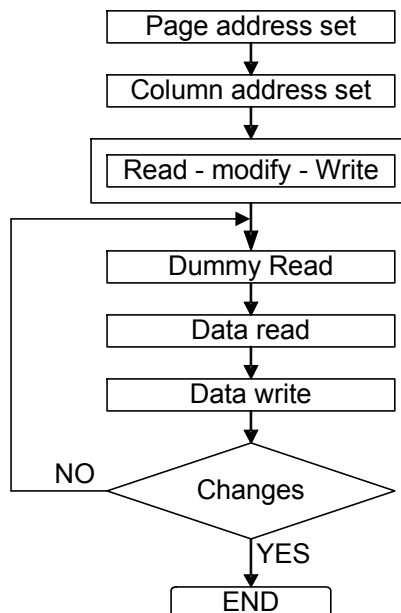 Page address set
Column address set
Read - modify - Write
Dummy Read
Data read
Data write
Changes
NO
YES
END